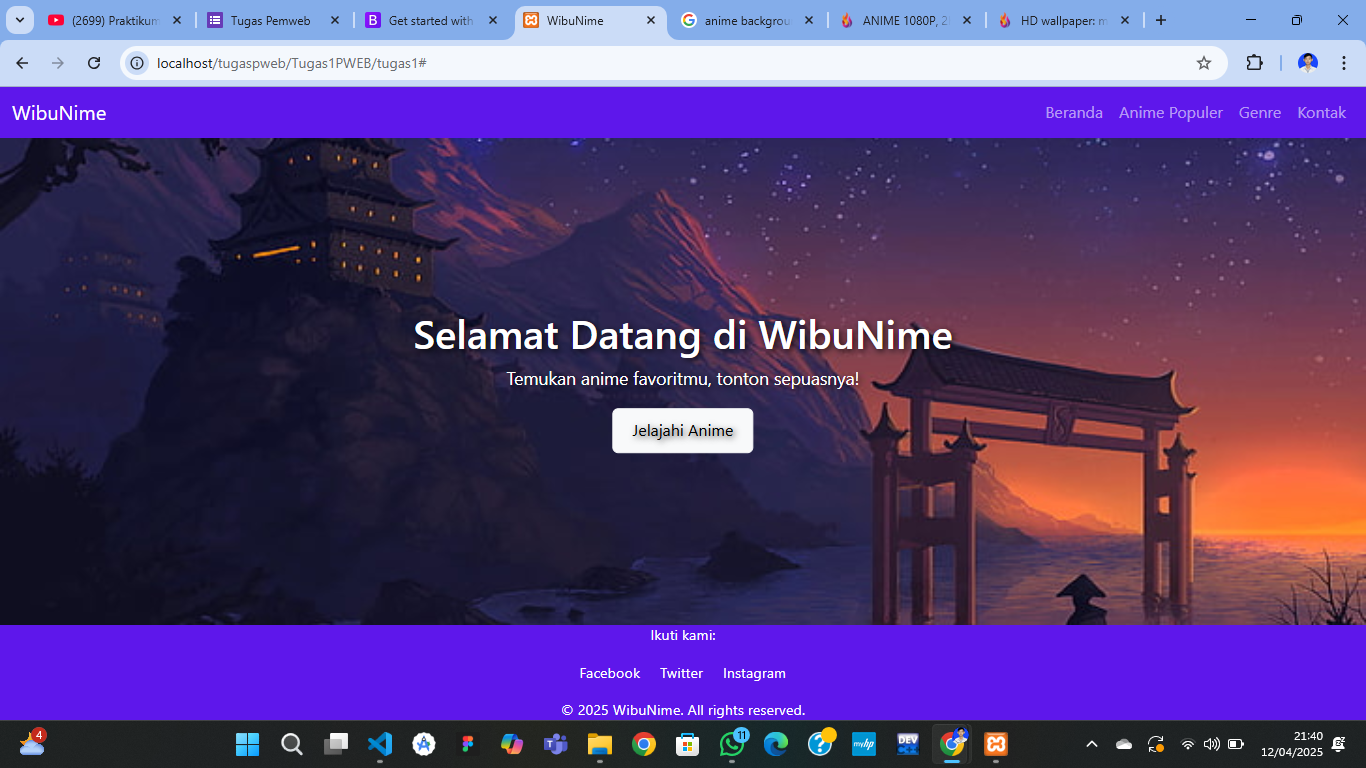 (2699) Praktikum
Tugas Pemweb
Get started with
WibuNime
anime backgrou
ANIME 1080P, 2
HD wallpaper: m
localhost/tugaspweb/Tugas1PWEB/tugas1#
WibuNime
Beranda Anime Populer Genre Kontak
Selamat Datang di WibuNime
Temukan anime favoritmu, tonton sepuasnya!
Jelajahi Anime
Ikuti kami:
Facebook Twitter Instagram
© 2025 WibuNime. All rights reserved.
4
11
myhp
DEV
21:40
12/04/2025